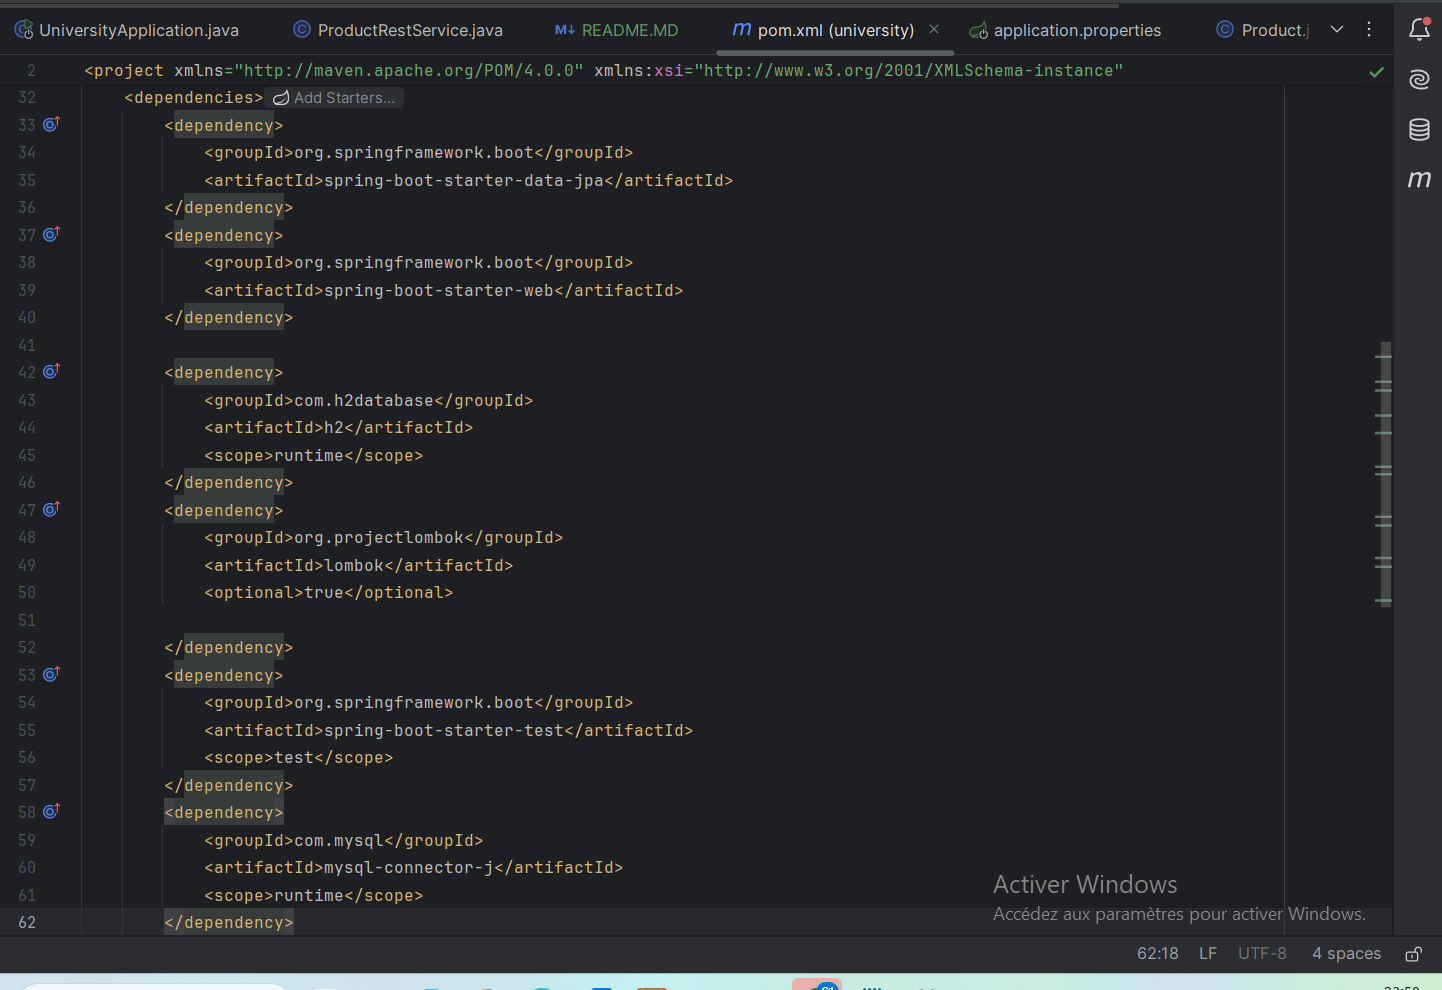 UniversityApplication.java ProductRestService.java M↓ README.MD m pom.xml (university) application.properties Product.j
2 <project xmlns="http://maven.apache.org/POM/4.0.0" xmlns:xsi="http://www.w3.org/2001/XMLSchema-instance"
32 <dependencies> Add Starters...
33 <dependency>
34 <groupId>org.springframework.boot</groupId>
35 <artifactId>spring-boot-starter-data-jpa</artifactId>
36 </dependency>
37 <dependency>
38 <groupId>org.springframework.boot</groupId>
39 <artifactId>spring-boot-starter-web</artifactId>
40 </dependency>
41
42 <dependency>
43 <groupId>com.h2database</groupId>
44 <artifactId>h2</artifactId>
45 <scope>runtime</scope>
46 </dependency>
47 <dependency>
48 <groupId>org.projectlombok</groupId>
49 <artifactId>lombok</artifactId>
50 <optional>true</optional>
51
52 </dependency>
53 <dependency>
54 <groupId>org.springframework.boot</groupId>
55 <artifactId>spring-boot-starter-test</artifactId>
56 <scope>test</scope>
57 </dependency>
58 <dependency>
59 <groupId>com.mysql</groupId>
60 <artifactId>mysql-connector-j</artifactId>
61 <scope>runtime</scope>
62 </dependency>
Activer Windows
Accédez aux paramètres pour activer Windows.
62:18 LF UTF-8 4 spaces